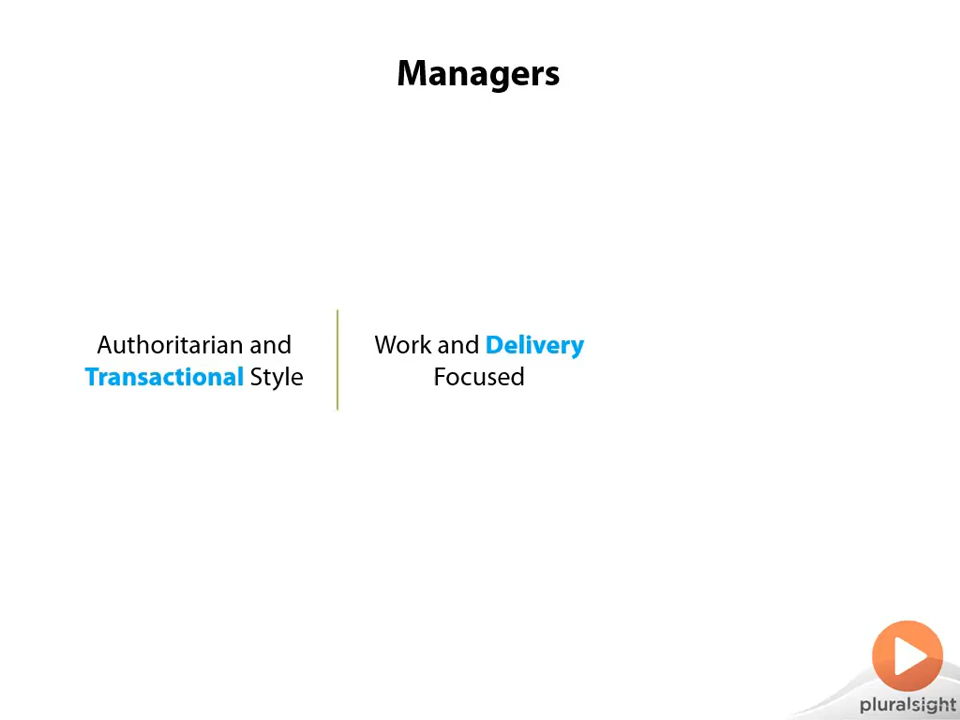 Managers
Authoritarian and
Transactional Style
Work and Delivery
Focused
pluralsight